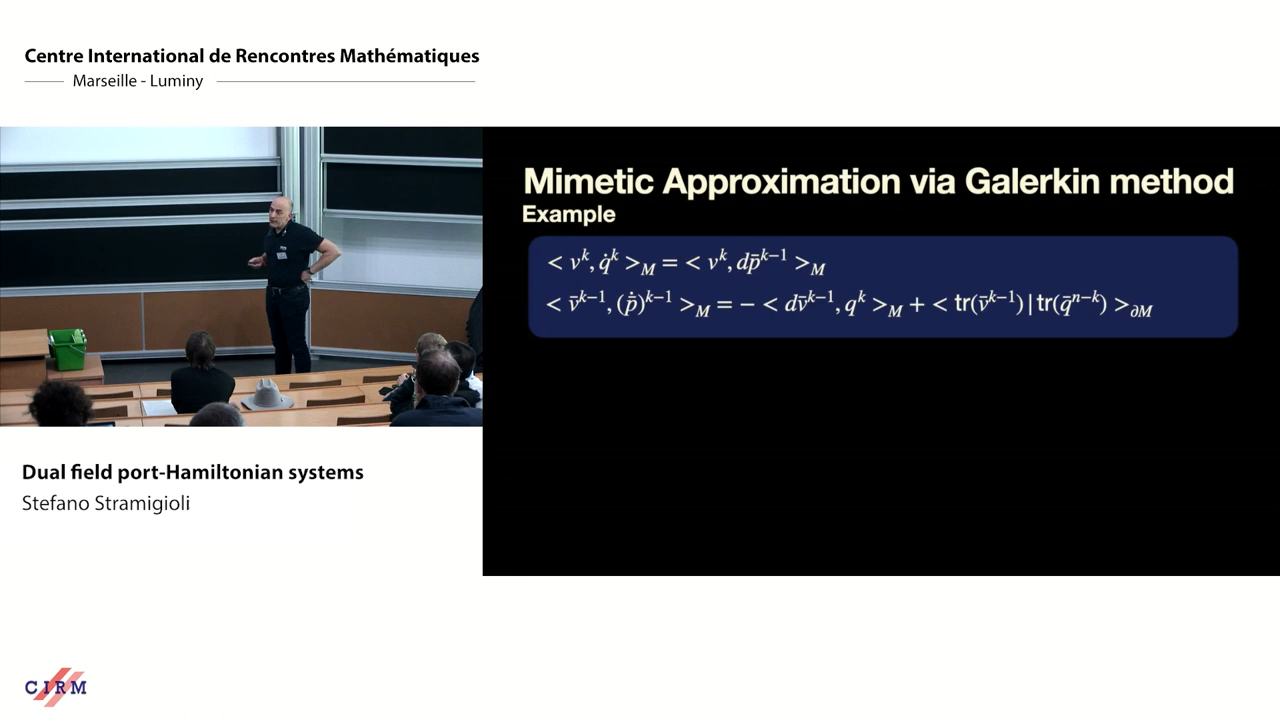 Centre International de Rencontres Mathématiques
Marseille - Luminy
Mimetic Approximation via Galerkin method
Example
< v^k, q̇^k >_M = < v^k, dp̄^{k−1} >_M
< v̄^{k−1}, (ṗ̄)^{k−1} >_M = − < dv̄^{k−1}, q^k >_M + < tr(v̄^{k−1}) | tr(q̄^{n−k}) >_{∂M}
Dual field port-Hamiltonian systems
Stefano Stramigioli
CIRM